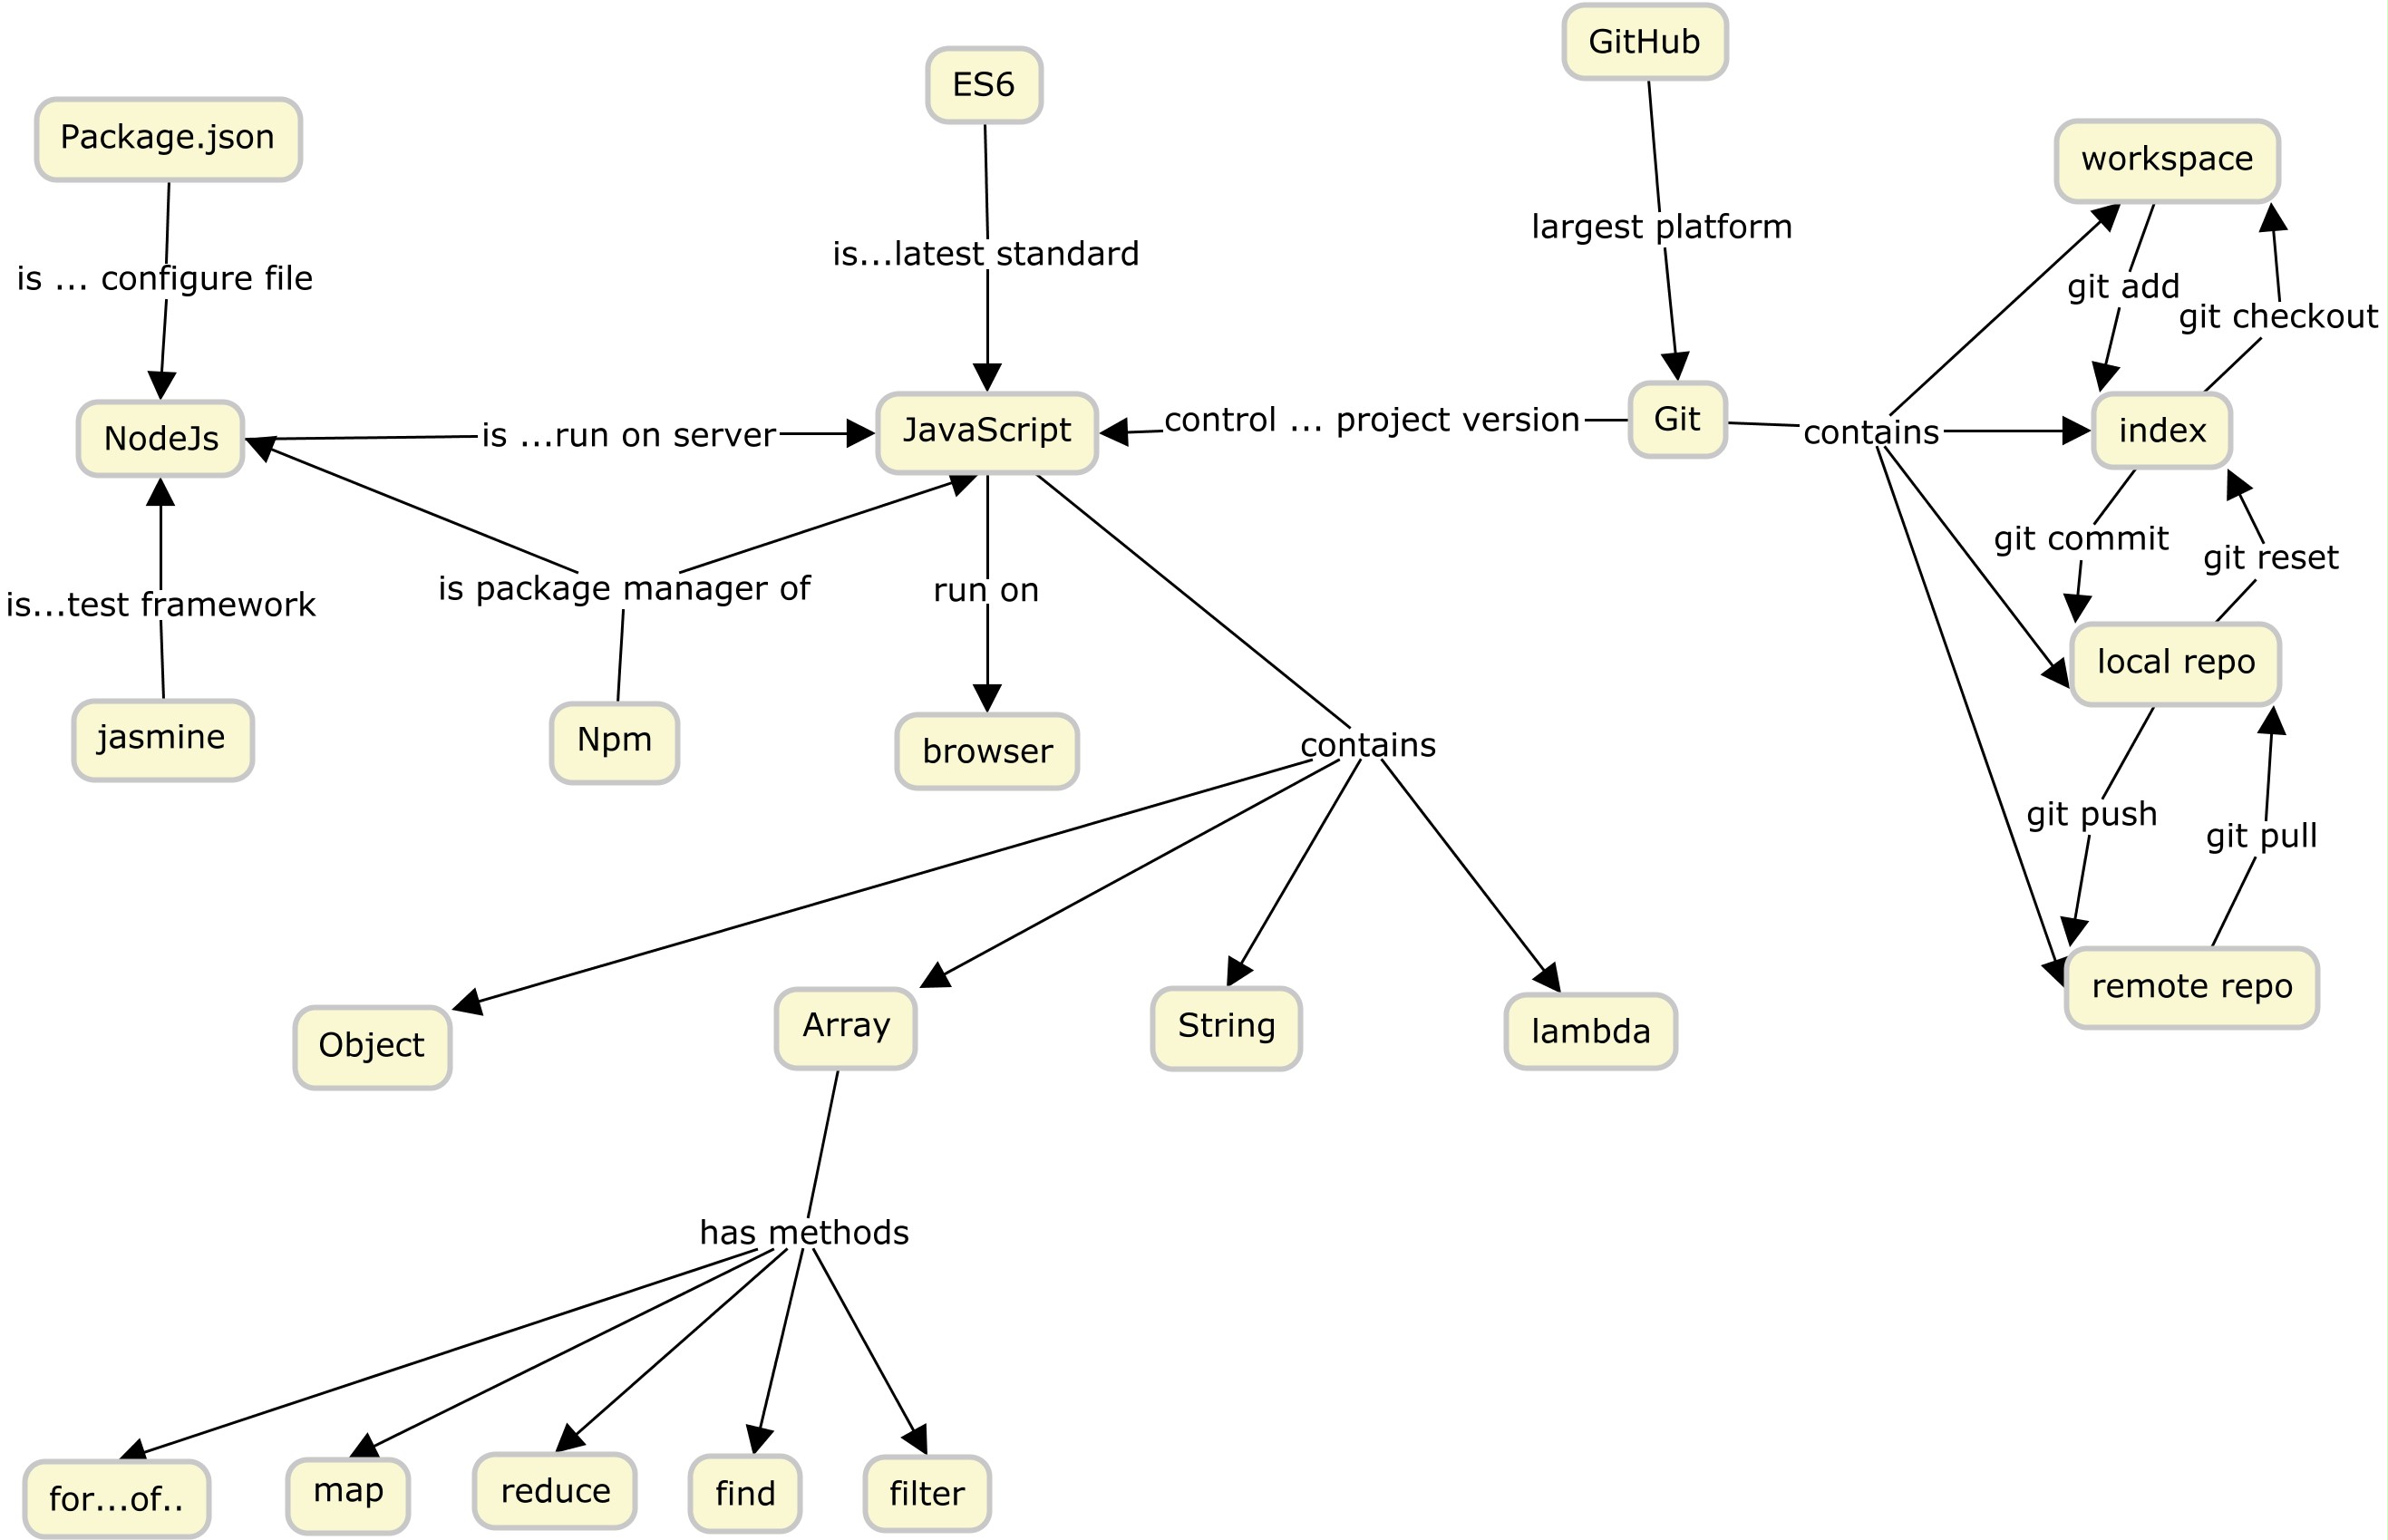 GitHub
ES6
Package.json
workspace
largest platform
is...latest standard
is ... configure file
git add
git checkout
Git
control ... project version
JavaScript
is ...run on server
NodeJs
contains
index
git commit
git reset
is package manager of
run on
is...test framework
local repo
jasmine
Npm
browser
contains
git push
git pull
remote repo
Object
Array
String
lambda
has methods
for...of..
map
reduce
find
filter